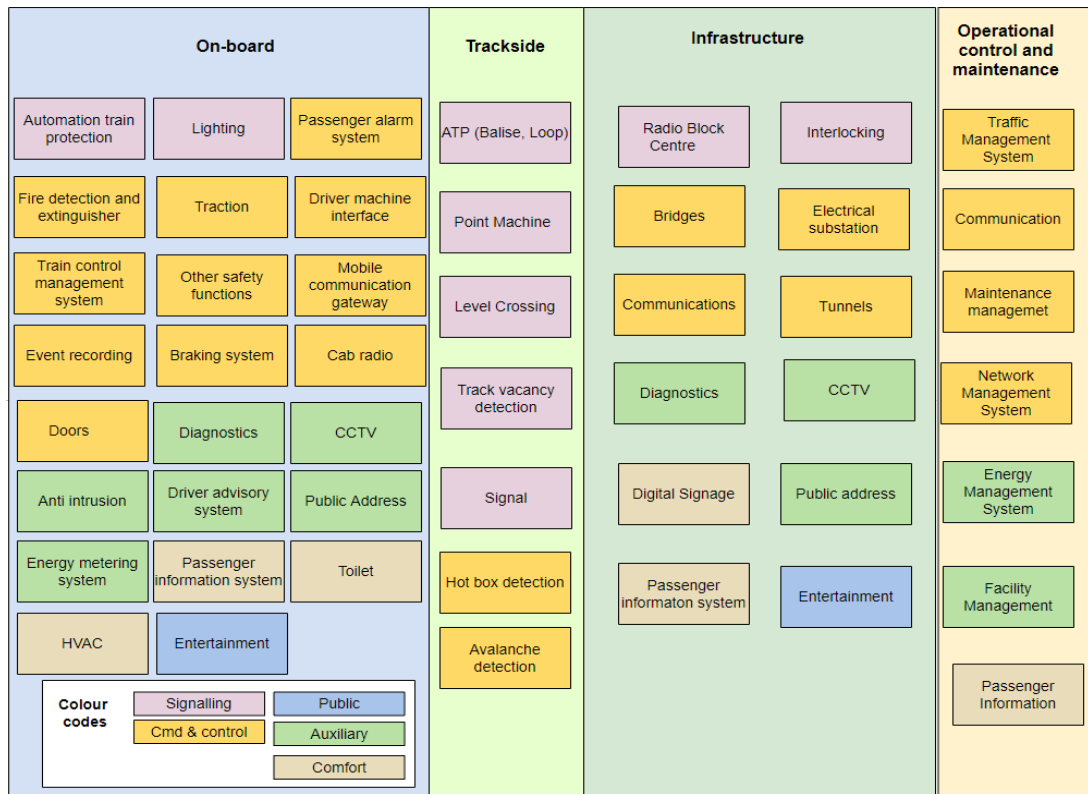 On-board
Automation train
protection
Lighting
Passenger alarm
system
Fire detection and
extinguisher
Traction
Driver machine
interface
Train control
management
system
Other safety
functions
Mobile
communication
gateway
Event recording
Braking system
Cab radio
Doors
Diagnostics
CCTV
Anti intrusion
Driver advisory
system
Public Address
Energy metering
system
Passenger
information system
Toilet
HVAC
Entertainment
Colour
codes
Signalling
Public
Cmd & control
Auxiliary
Comfort
Trackside
ATP (Balise, Loop)
Point Machine
Level Crossing
Track vacancy
detection
Signal
Hot box detection
Avalanche
detection
Infrastructure
Radio Block
Centre
Interlocking
Bridges
Electrical
substation
Communications
Tunnels
Diagnostics
CCTV
Digital Signage
Public address
Passenger
informaton system
Entertainment
Operational
control and
maintenance
Traffic
Management
System
Communication
Maintenance
managemet
Network
Management
System
Energy
Management
System
Facility
Management
Passenger
Information